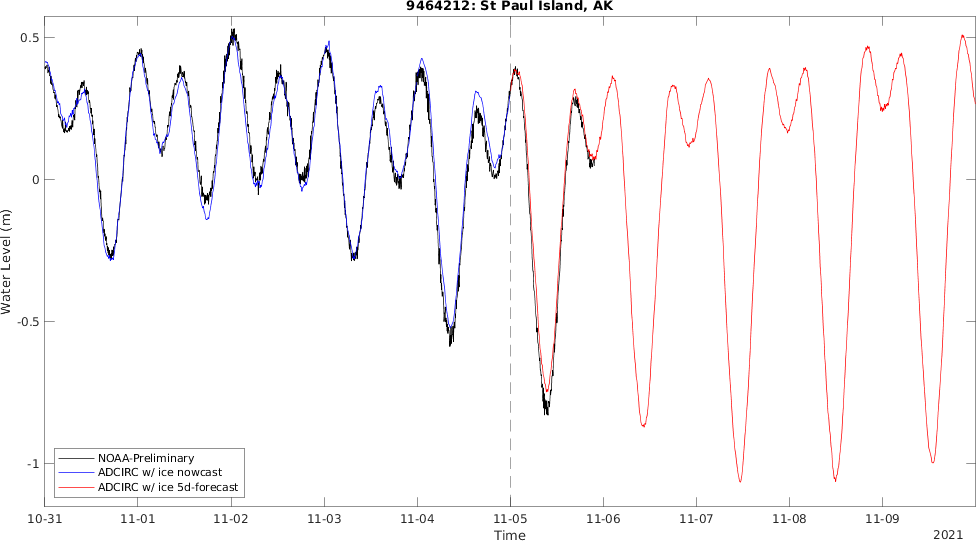 9464212: St Paul Island, AK
Water Level (m)
0.5
0
-0.5
-1
NOAA-Preliminary
ADCIRC w/ ice nowcast
ADCIRC w/ ice 5d-forecast
10-31 11-01 11-02 11-03 11-04 11-05 11-06 11-07 11-08 11-09
Time
2021